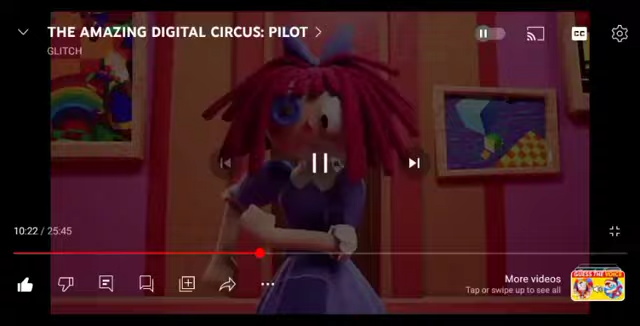 THE AMAZING DIGITAL CIRCUS: PILOT
CC
GLITCH
10:22 / 25:45
More videos
Tap or swipe up to see all
GUESS THE VOICE